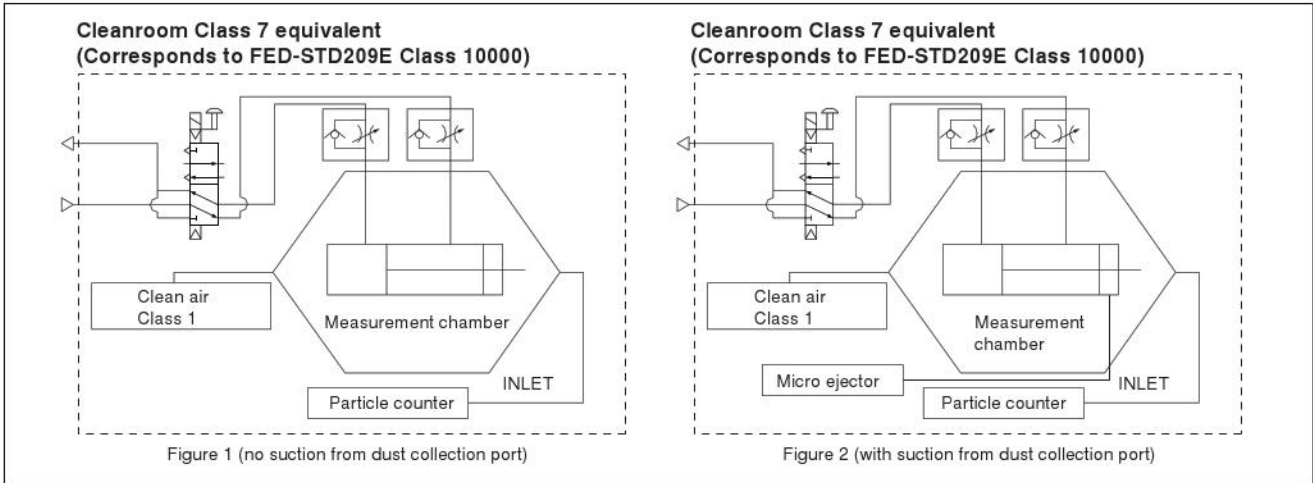 Cleanroom Class 7 equivalent
(Corresponds to FED-STD209E Class 10000)
Clean air
Class 1
Measurement chamber
INLET
Particle counter
Figure 1 (no suction from dust collection port)
Cleanroom Class 7 equivalent
(Corresponds to FED-STD209E Class 10000)
Clean air
Class 1
Measurement
chamber
Micro ejector
INLET
Particle counter
Figure 2 (with suction from dust collection port)